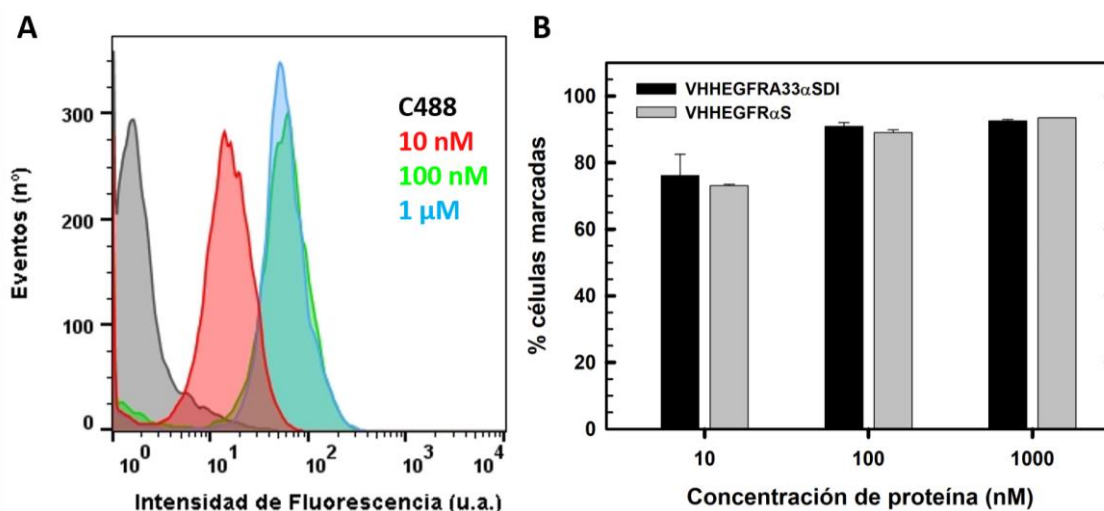 A
300
200
100
0
Eventos (nº)
C488
10 nM
100 nM
1 µM
10⁰ 10¹ 10² 10³ 10⁴
Intensidad de Fluorescencia (u.a.)
B
100
80
60
40
20
0
% células marcadas
VHHEGFRA33αSDI
VHHEGFRαS
10 100 1000
Concentración de proteína (nM)